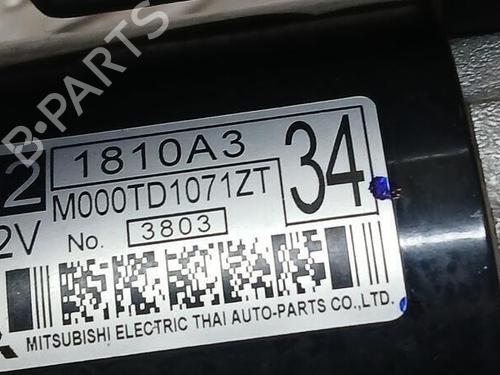 B-PARTS
2 1810A3 34
M000TD1071ZT
2V No. 3803
MITSUBISHI ELECTRIC THAI AUTO-PARTS CO.,LTD.